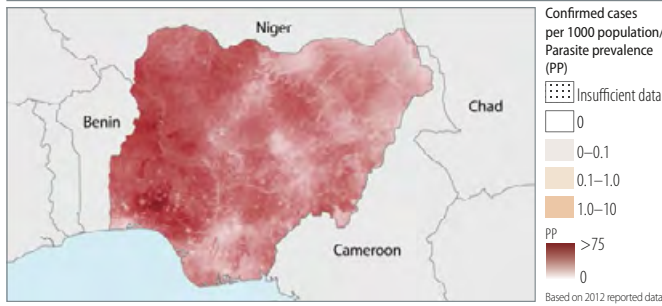 Niger
Benin
Chad
Cameroon
Confirmed cases
per 1000 population/
Parasite prevalence
(PP)
Insufficient data
0
0–0.1
0.1–1.0
1.0–10
PP
>75
0
Based on 2012 reported data